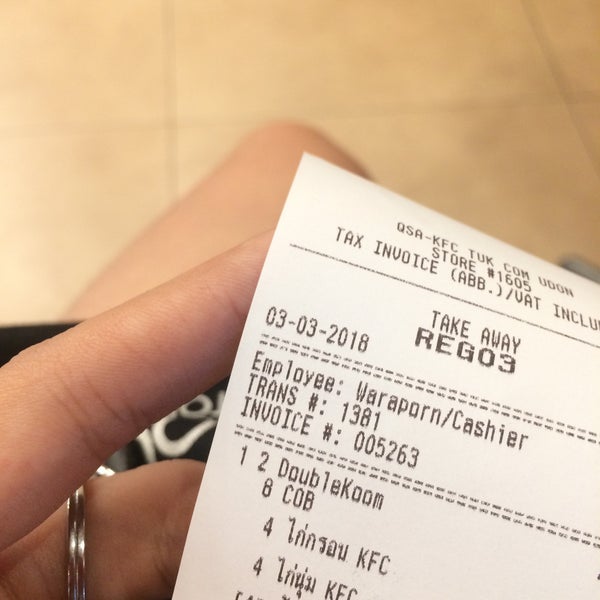 QSA-KFC TUK COM UDON
STORE #1605
TAX INVOICE (ABB.)/VAT INCLU
TAKE AWAY
03-03-2018 REG03
Employee: Waraporn/Cashier
TRANS #: 1381
INVOICE #: 005263
1 2 DoubleKoom
8 COB
4 ไก่กรอบ KFC
4 ไก่นุ่ม KFC